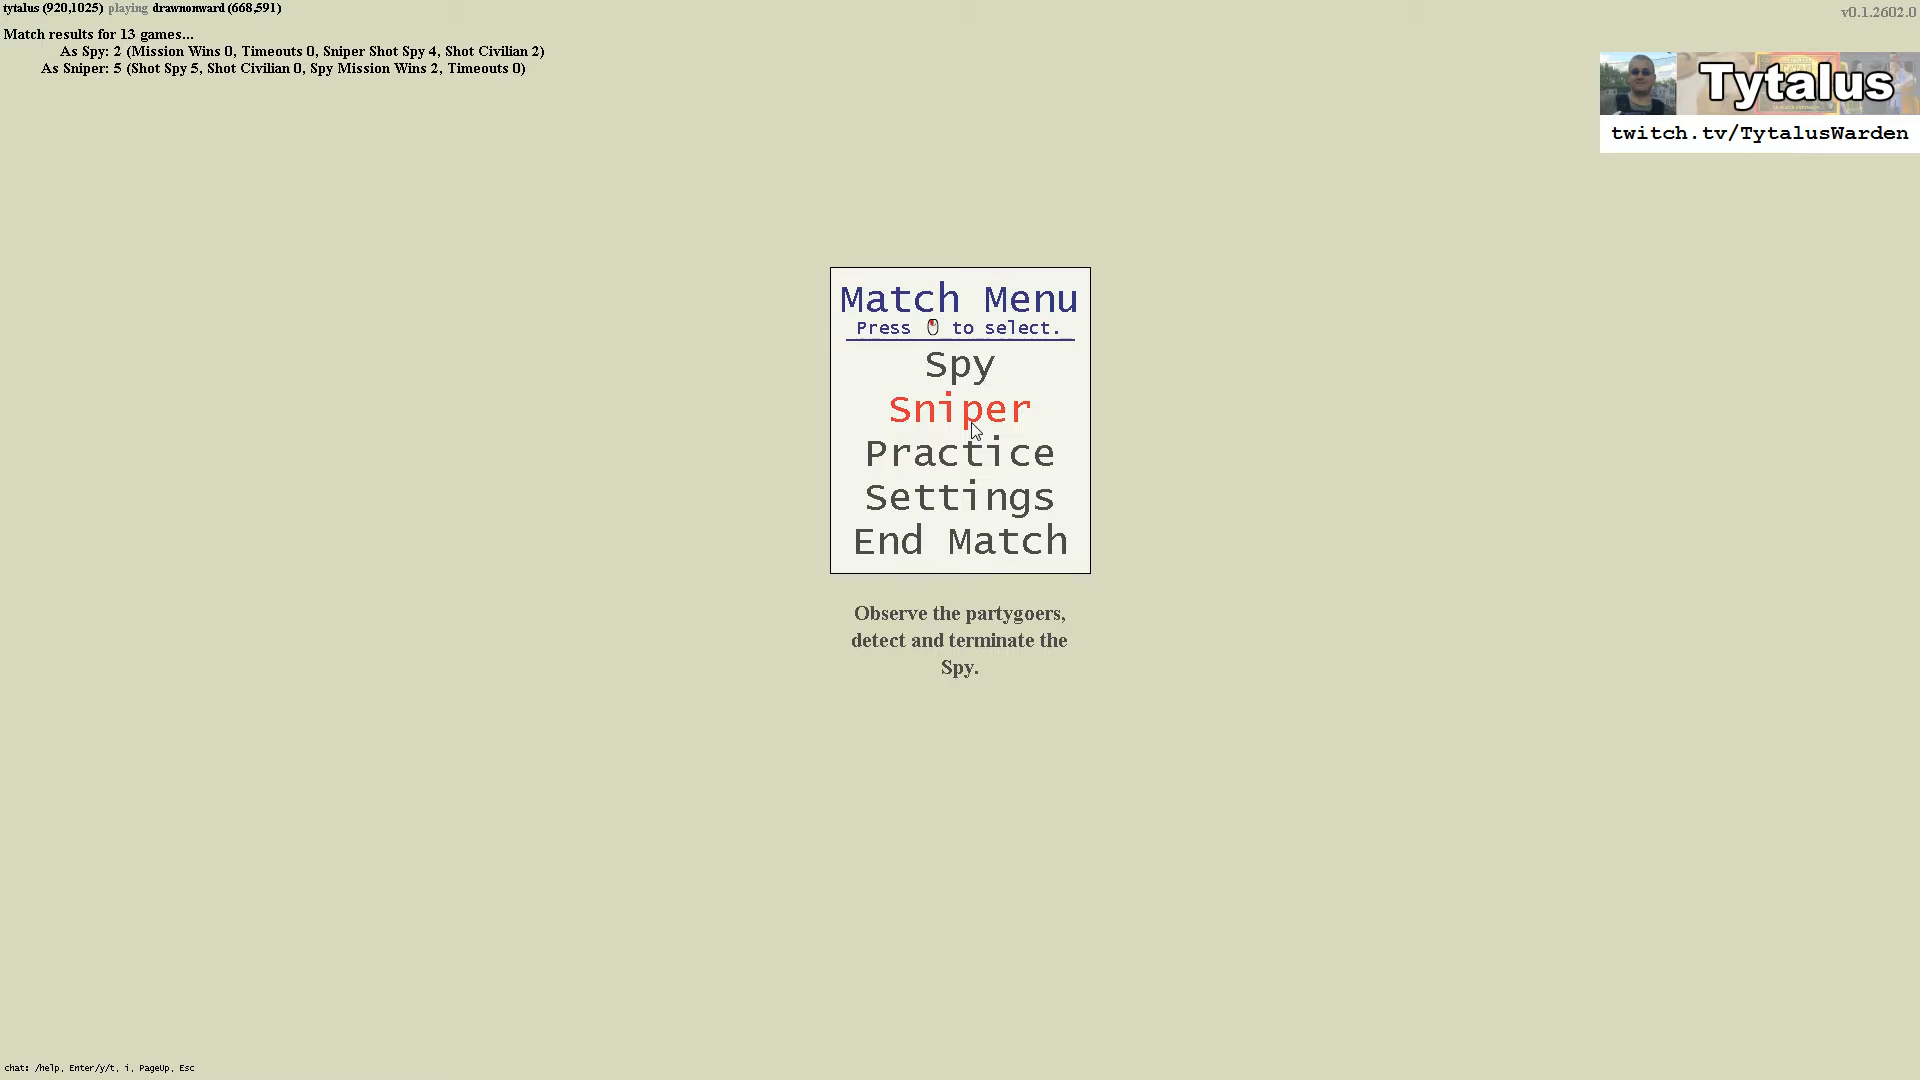 tytalus (920,1025) playing drawnonward (668,591)
v0.1.2602.0
Match results for 13 games...
As Spy: 2 (Mission Wins 0, Timeouts 0, Sniper Shot Spy 4, Shot Civilian 2)
As Sniper: 5 (Shot Spy 5, Shot Civilian 0, Spy Mission Wins 2, Timeouts 0)
Tytalus
twitch.tv/TytalusWarden
Match Menu
Press to select.
Spy
Sniper
Practice
Settings
End Match
Observe the partygoers,
detect and terminate the
Spy.
chat: /help, Enter/y/t, i, PageUp, Esc